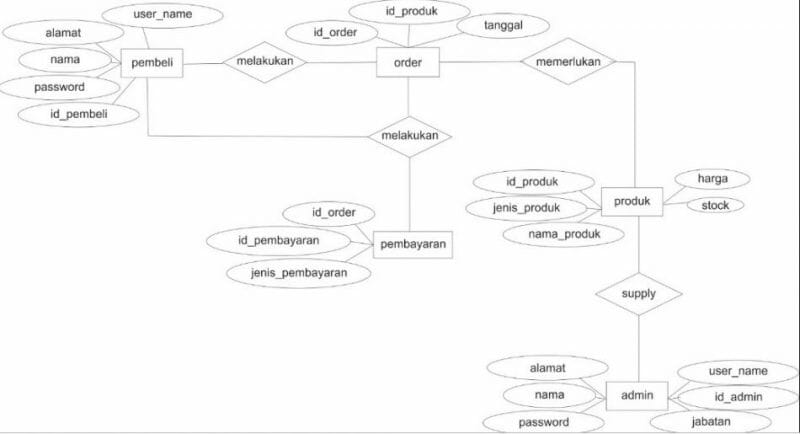 user_name
alamat
nama
password
id_pembeli
pembeli
melakukan
id_order
id_produk
tanggal
order
memerlukan
melakukan
id_order
id_pembayaran
jenis_pembayaran
pembayaran
id_produk
jenis_produk
nama_produk
produk
harga
stock
supply
alamat
nama
password
admin
user_name
id_admin
jabatan